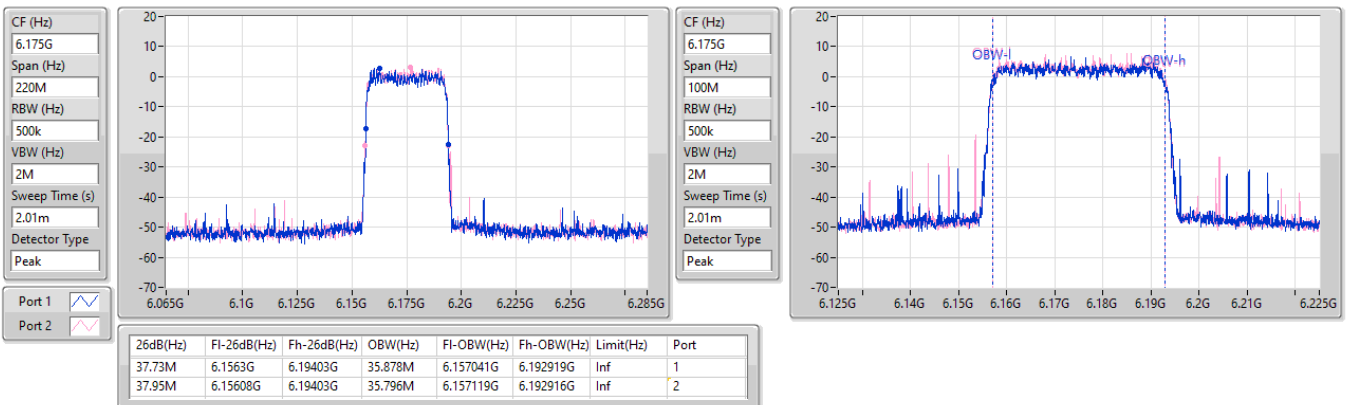 CF (Hz)
6.175G
Span (Hz)
220M
RBW (Hz)
500k
VBW (Hz)
2M
Sweep Time (s)
2.01m
Detector Type
Peak
Port 1
Port 2
20
10
0
-10
-20
-30
-40
-50
-60
-70
6.065G 6.1G 6.125G 6.15G 6.175G 6.2G 6.225G 6.25G 6.285G
CF (Hz)
6.175G
Span (Hz)
100M
RBW (Hz)
500k
VBW (Hz)
2M
Sweep Time (s)
2.01m
Detector Type
Peak
20
10
0
-10
-20
-30
-40
-50
-60
-70
OBW-l
OBW-h
6.125G 6.14G 6.15G 6.16G 6.17G 6.18G 6.19G 6.2G 6.21G 6.225G
26dB(Hz) Fl-26dB(Hz) Fh-26dB(Hz) OBW(Hz) Fl-OBW(Hz) Fh-OBW(Hz) Limit(Hz) Port
37.73M 6.1563G 6.19403G 35.878M 6.157041G 6.192919G Inf 1
37.95M 6.15608G 6.19403G 35.796M 6.157119G 6.192916G Inf 2